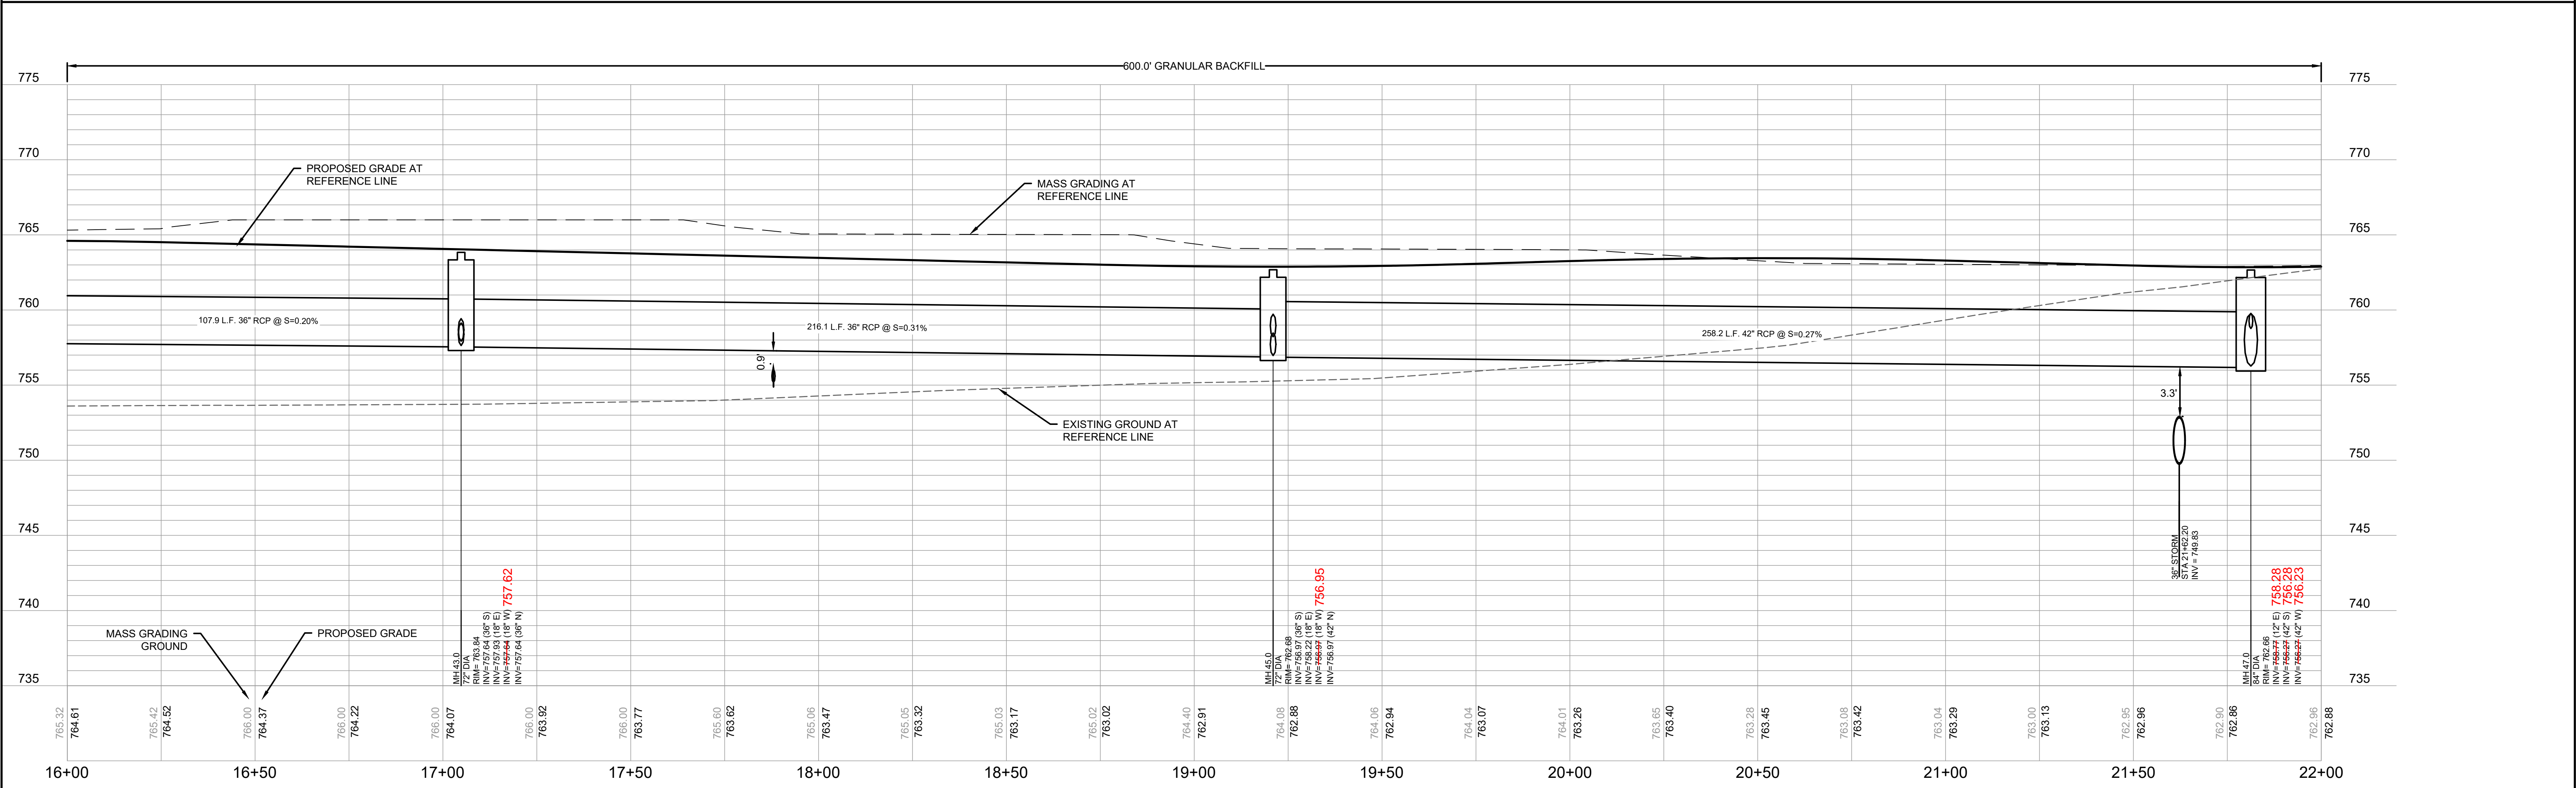 600.0' GRANULAR BACKFILL
775
775
770
770
765
765
760
760
755
755
750
750
745
745
740
740
735
735
PROPOSED GRADE AT
REFERENCE LINE
MASS GRADING AT
REFERENCE LINE
107.9 L.F. 36" RCP @ S=0.20%
216.1 L.F. 36" RCP @ S=0.31%
258.2 L.F. 42" RCP @ S=0.27%
0.9'
3.3'
EXISTING GROUND AT
REFERENCE LINE
36" STORM
STA 21+62.20
INV = 749.83
MASS GRADING
GROUND
PROPOSED GRADE
MH 43.0
72" DIA
RIM= 763.84
INV=757.64 (36" S)
INV=757.93 (18" E)
INV=757.64 (18" W) 757.62
INV=757.64 (36" N)
MH 45.0
72" DIA
RIM= 762.68
INV=756.97 (36" S)
INV=758.22 (18" E)
INV=756.97 (18" W) 756.95
INV=756.97 (42" N)
MH 47.0
84" DIA
RIM= 762.66
INV=758.77 (12" E) 758.28
INV=756.27 (42" S) 756.28
INV=756.27 (42" W) 756.23
765.32
764.61
765.42
764.52
766.00
764.37
766.00
764.22
766.00
764.07
766.00
763.92
766.00
763.77
765.60
763.62
765.06
763.47
765.05
763.32
765.03
763.17
765.02
763.02
764.40
762.91
764.08
762.88
764.06
762.94
764.04
763.07
764.01
763.26
763.65
763.40
763.28
763.45
763.08
763.42
763.04
763.29
763.00
763.13
762.95
762.96
762.90
762.86
762.96
762.88
16+00
16+50
17+00
17+50
18+00
18+50
19+00
19+50
20+00
20+50
21+00
21+50
22+00